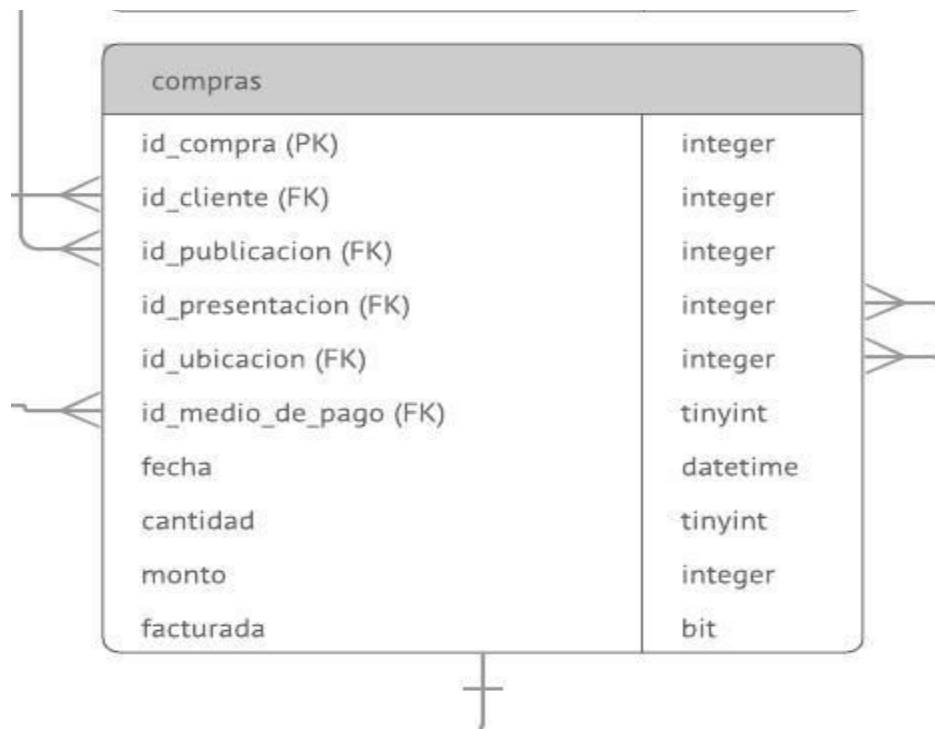 compras
id_compra (PK) integer
id_cliente (FK) integer
id_publicacion (FK) integer
id_presentacion (FK) integer
id_ubicacion (FK) integer
id_medio_de_pago (FK) tinyint
fecha datetime
cantidad tinyint
monto integer
facturada bit